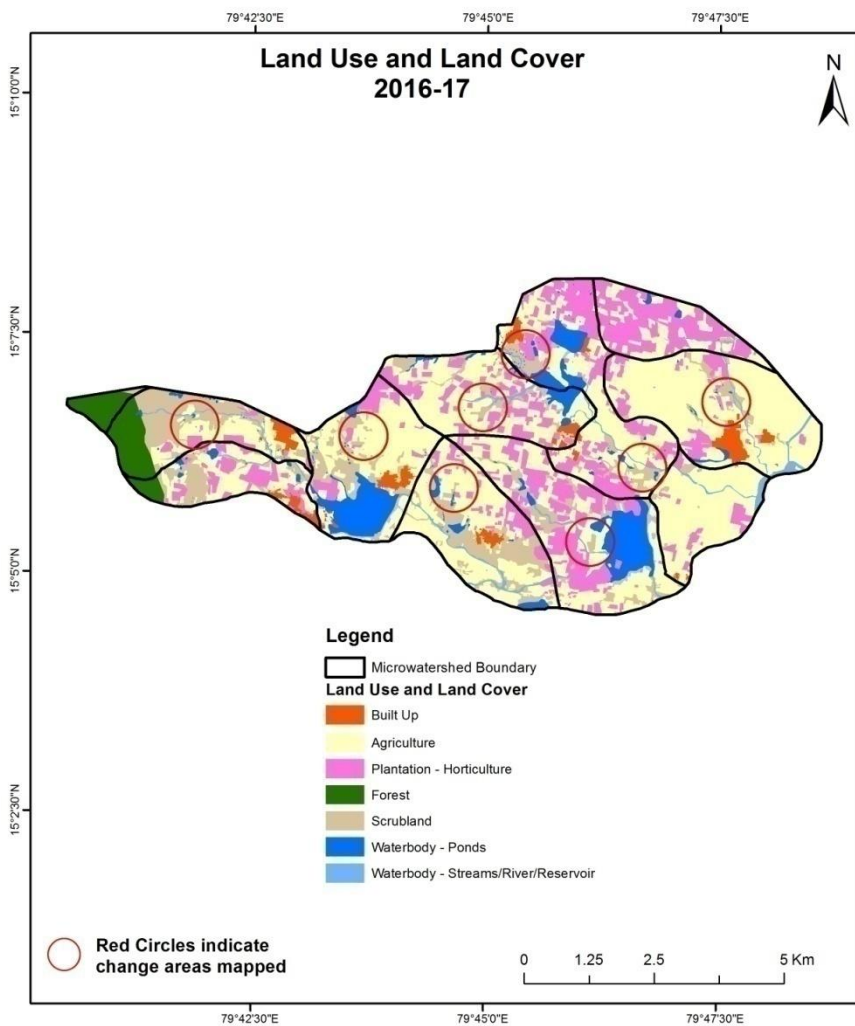 79°42'30"E 79°45'0"E 79°47'30"E
Land Use and Land Cover
2016-17
N
15°10'0"N
15°7'30"N
15°5'0"N
15°2'30"N
Legend
Microwatershed Boundary
Land Use and Land Cover
Built Up
Agriculture
Plantation - Horticulture
Forest
Scrubland
Waterbody - Ponds
Waterbody - Streams/River/Reservoir
Red Circles indicate
change areas mapped
0 1.25 2.5 5 Km
79°42'30"E 79°45'0"E 79°47'30"E